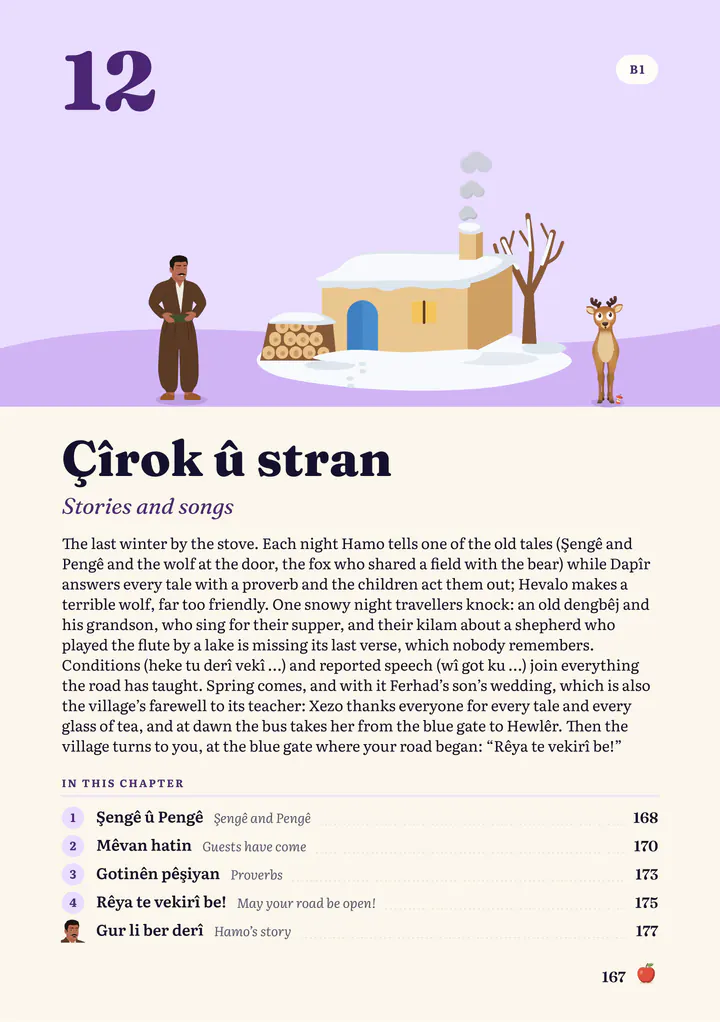 12
B1
Çîrok û stran
Stories and songs
The last winter by the stove. Each night Hamo tells one of the old tales (Şengê and
Pengê and the wolf at the door, the fox who shared a field with the bear) while Dapîr
answers every tale with a proverb and the children act them out; Hevalo makes a
terrible wolf, far too friendly. One snowy night travellers knock: an old dengbêj and
his grandson, who sing for their supper, and their kilam about a shepherd who
played the flute by a lake is missing its last verse, which nobody remembers.
Conditions (heke tu derî vekî …) and reported speech (wî got ku …) join everything
the road has taught. Spring comes, and with it Ferhad’s son’s wedding, which is also
the village’s farewell to its teacher: Xezo thanks everyone for every tale and every
glass of tea, and at dawn the bus takes her from the blue gate to Hewlêr. Then the
village turns to you, at the blue gate where your road began: “Rêya te vekirî be!”
IN THIS CHAPTER
1 Şengê û Pengê Şengê and Pengê 168
2 Mêvan hatin Guests have come 170
3 Gotinên pêşiyan Proverbs 173
4 Rêya te vekirî be! May your road be open! 175
Gur li ber derî Hamo’s story 177
167